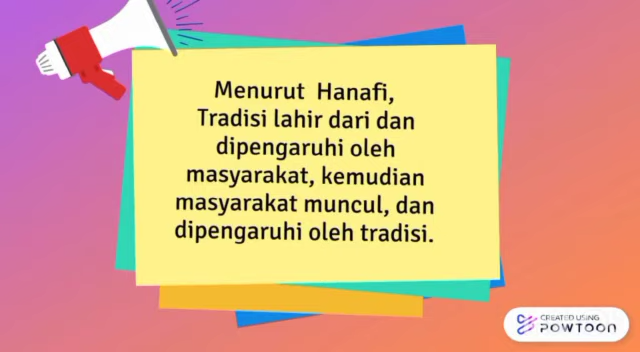 Menurut Hanafi,
Tradisi lahir dari dan
dipengaruhi oleh
masyarakat, kemudian
masyarakat muncul, dan
dipengaruhi oleh tradisi.
CREATED USING
POWTOON